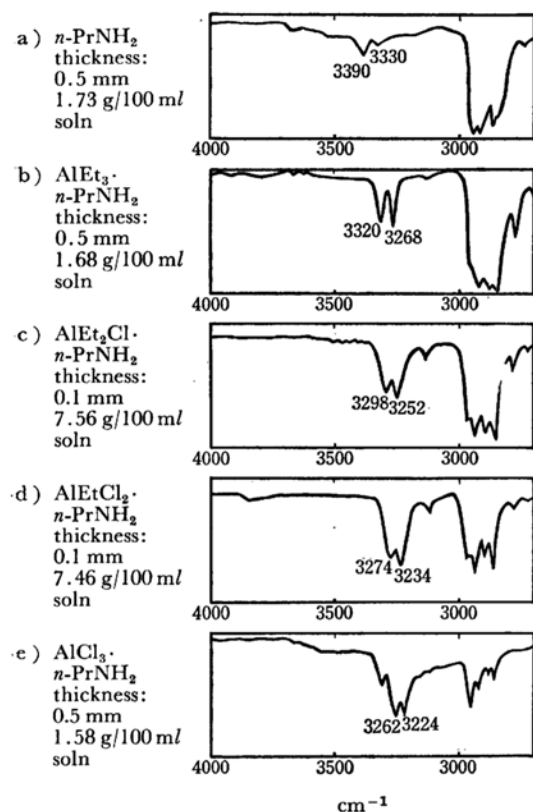 a) n-PrNH₂
thickness:
0.5 mm
1.73 g/100 ml
soln
3390
3330
4000 3500 3000
b) AlEt₃·
n-PrNH₂
thickness:
0.5 mm
1.68 g/100 ml
soln
3320
3268
4000 3500 3000
c) AlEt₂Cl·
n-PrNH₂
thickness:
0.1 mm
7.56 g/100 ml
soln
3298
3252
4000 3500 3000
d) AlEtCl₂·
n-PrNH₂
thickness:
0.1 mm
7.46 g/100 ml
soln
3274
3234
4000 3500 3000
e) AlCl₃·
n-PrNH₂
thickness:
0.5 mm
1.58 g/100 ml
soln
3262
3224
4000 3500 3000
cm⁻¹